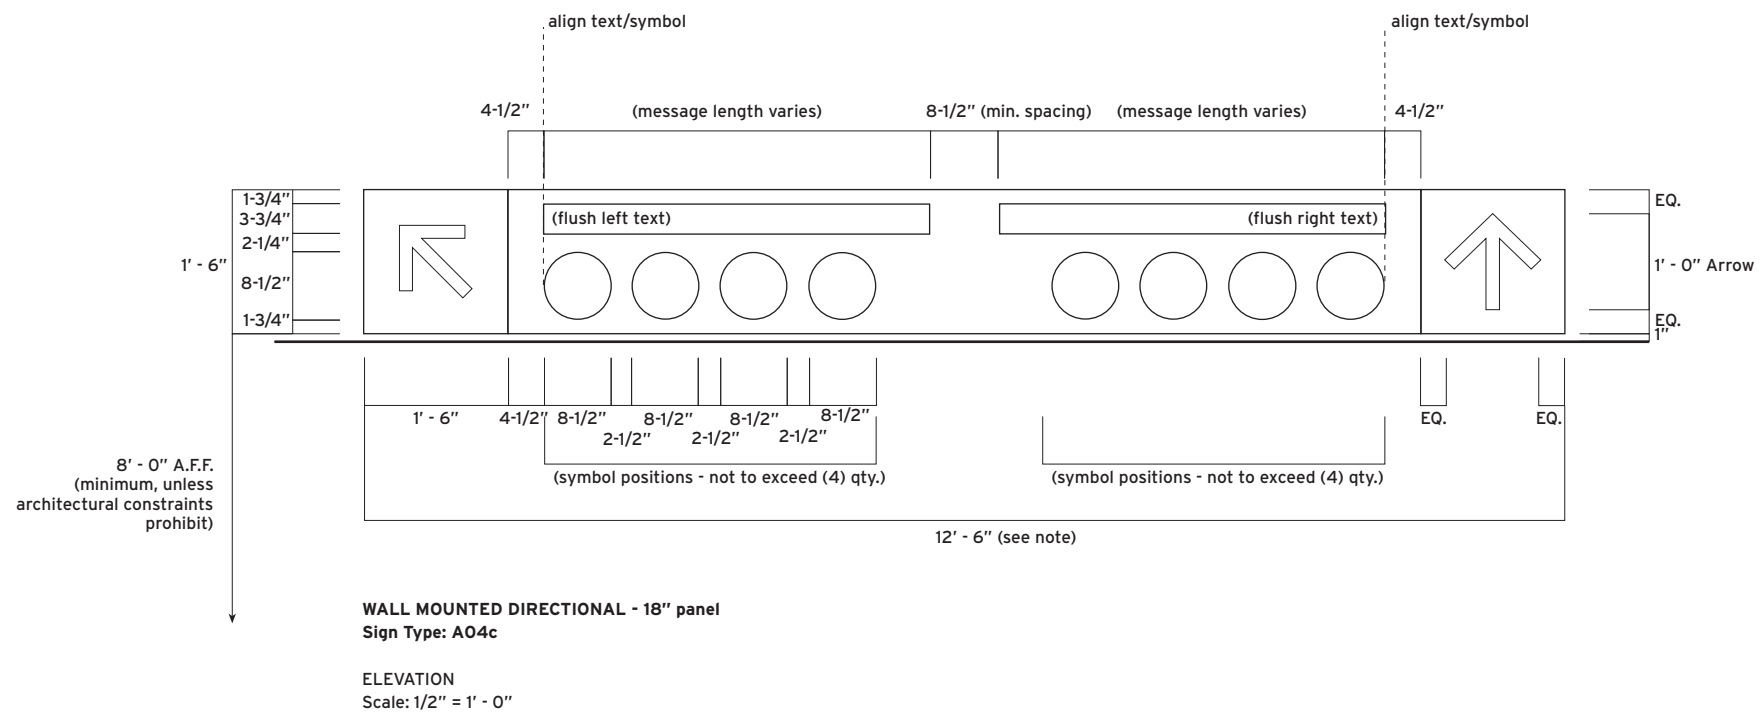 align text/symbol
align text/symbol
4-1/2”
(message length varies)
8-1/2” (min. spacing)
(message length varies)
4-1/2”
1-3/4”
3-3/4”
2-1/4”
8-1/2”
1-3/4”
1’ - 6”
(flush left text)
(flush right text)
EQ.
1’ - 0” Arrow
EQ.
1”
1’ - 6”
4-1/2”
8-1/2”
8-1/2”
8-1/2”
8-1/2”
2-1/2”
2-1/2”
2-1/2”
EQ.
EQ.
(symbol positions - not to exceed (4) qty.)
(symbol positions - not to exceed (4) qty.)
8’ - 0” A.F.F.
(minimum, unless
architectural constraints
prohibit)
12’ - 6” (see note)
WALL MOUNTED DIRECTIONAL - 18” panel
Sign Type: A04c
ELEVATION
Scale: 1/2” = 1’ - 0”